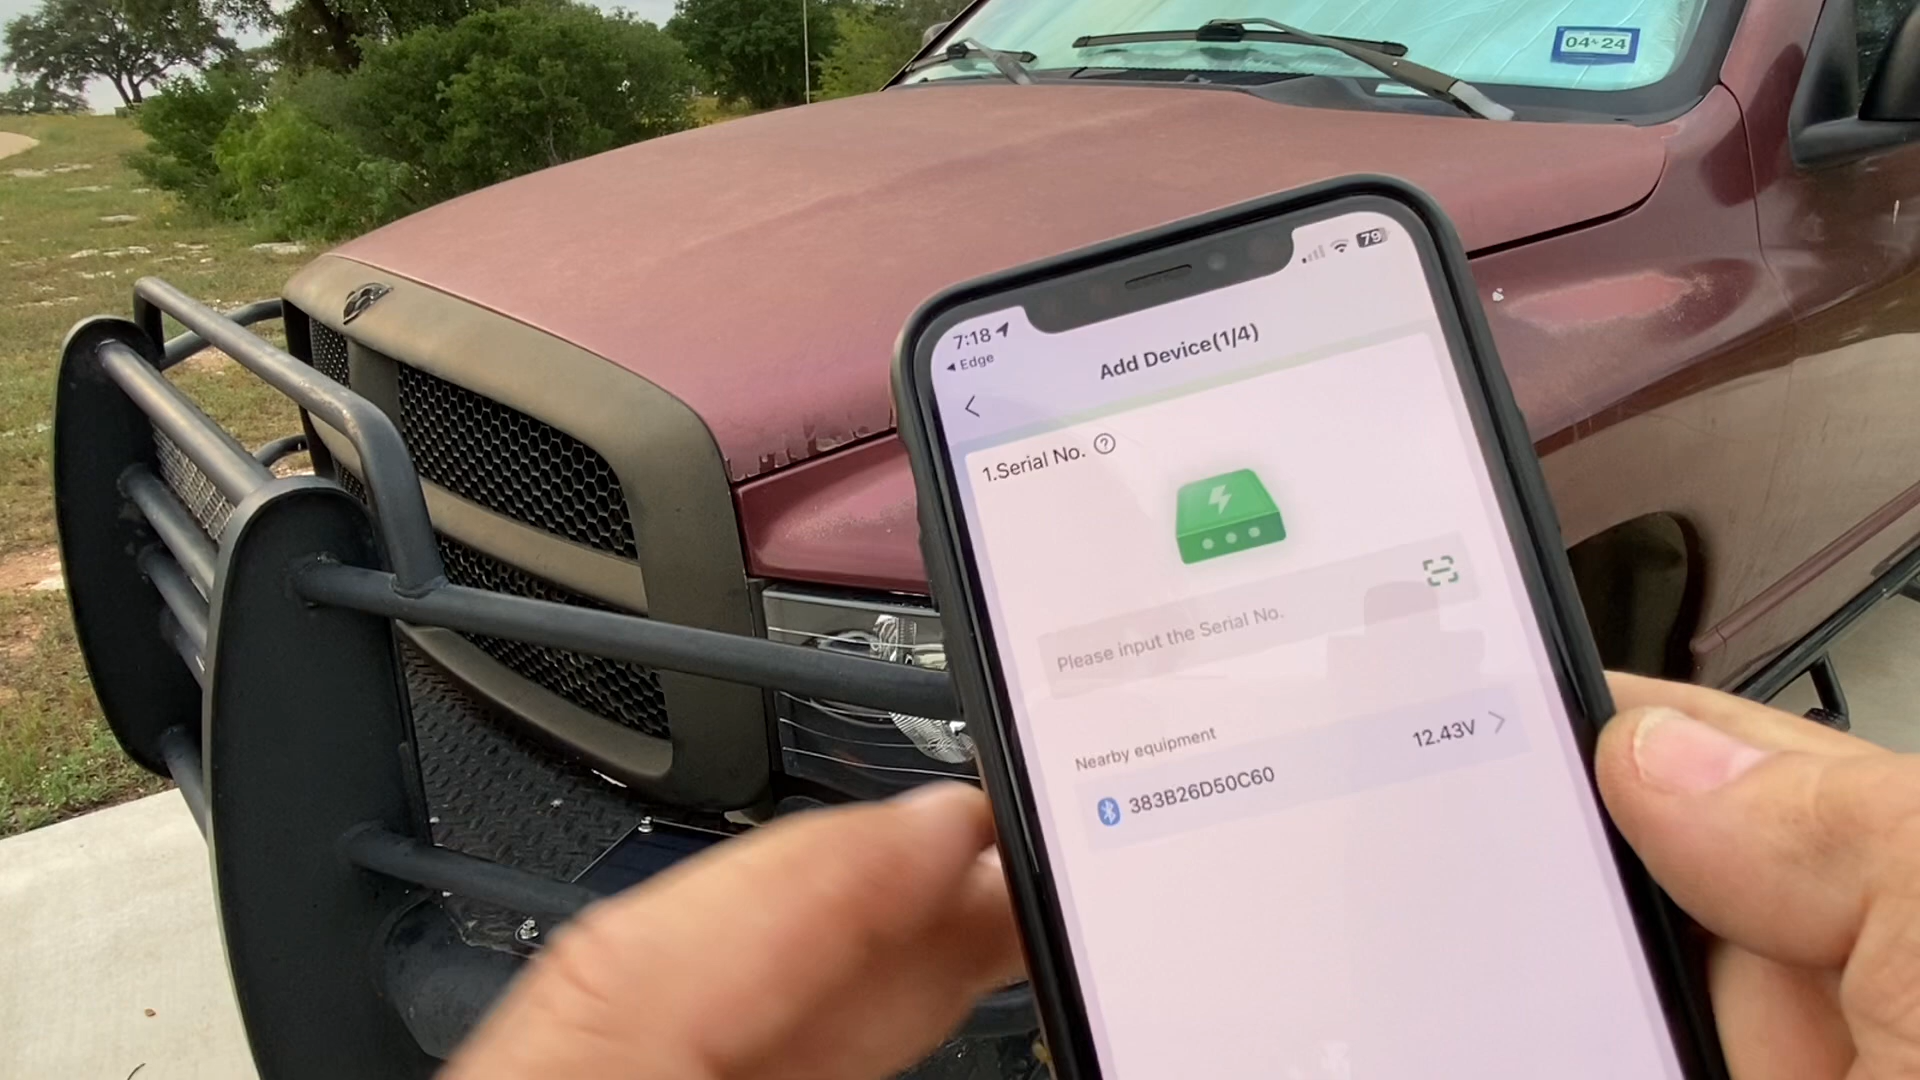 04 24
79
7:18
Edge
Add Device(1/4)
1.Serial No. ?
Please input the Serial No.
Nearby equipment
12.43V
383B26D50C60